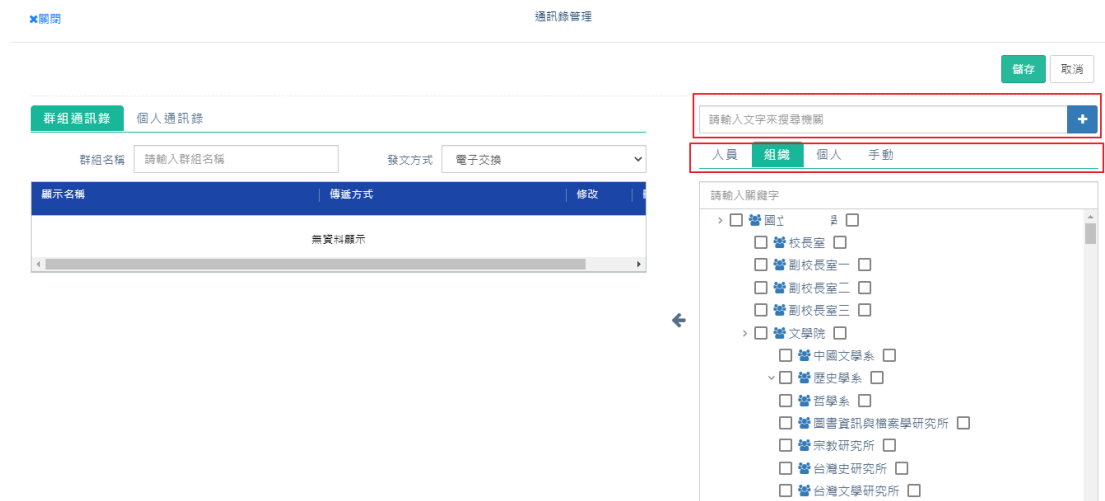 ×關閉
通訊錄管理
儲存 取消
群組通訊錄 個人通訊錄
請輸入文字來搜尋機關 +
人員 組織 個人 手動
群組名稱 請輸入群組名稱 發文方式 電子交換
顯示名稱 傳遞方式 修改
請輸入關鍵字
無資料顯示
國立
校長室
副校長室一
副校長室二
副校長室三
文學院
中國文學系
歷史學系
哲學系
圖書資訊與檔案學研究所
宗教研究所
台灣史研究所
台灣文學研究所